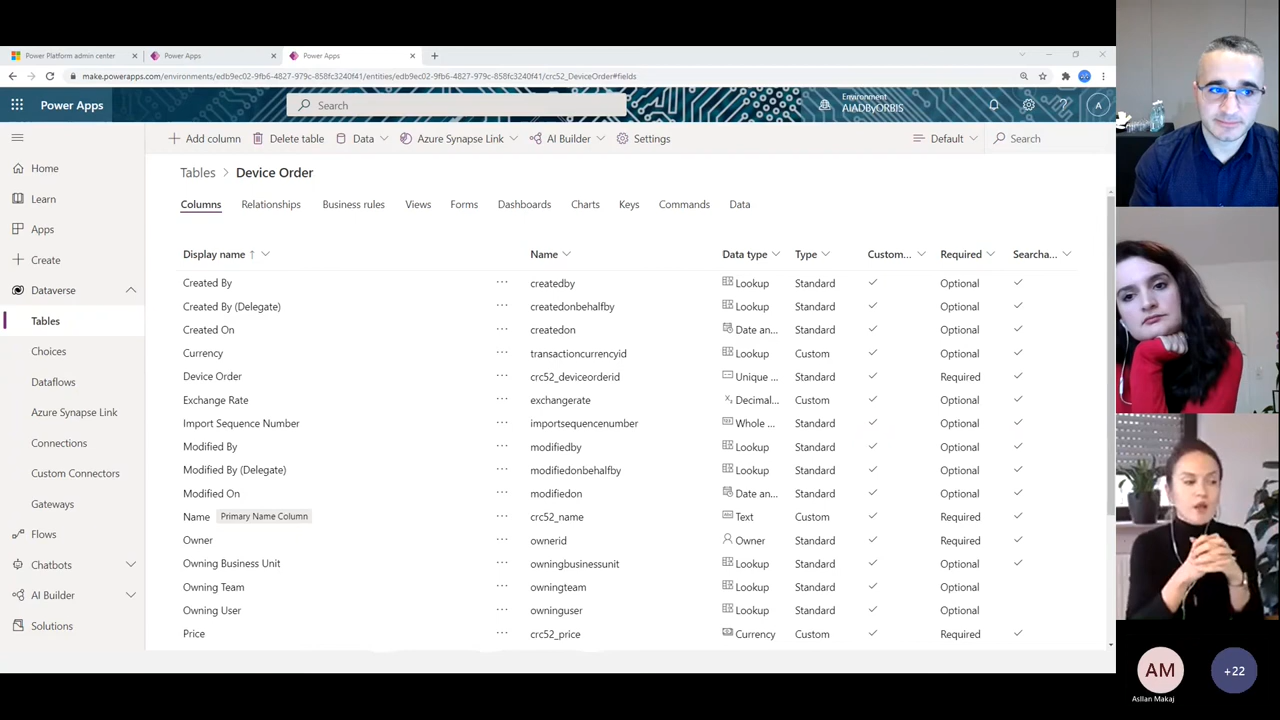 Power Platform admin center
Power Apps
Power Apps
make.powerapps.com/environments/edb9ec02-9fb6-4827-979c-858fc3240f41/entities/edb9ec02-9fb6-4827-979c-858fc3240f41/crc52_DeviceOrder#fields
Power Apps
Search
Environment
AIADByORBIS
A
Add column
Delete table
Data
Azure Synapse Link
AI Builder
Settings
Default
Search
Home
Learn
Apps
Create
Dataverse
Tables
Choices
Dataflows
Azure Synapse Link
Connections
Custom Connectors
Gateways
Flows
Chatbots
AI Builder
Solutions
Tables > Device Order
Columns Relationships Business rules Views Forms Dashboards Charts Keys Commands Data
Display name Name Data type Type Custom... Required Searcha...
Created By createdby Lookup Standard Optional
Created By (Delegate) createdonbehalfby Lookup Standard Optional
Created On createdon Date an... Standard Optional
Currency transactioncurrencyid Lookup Custom Optional
Device Order crc52_deviceorderid Unique ... Standard Required
Exchange Rate exchangerate Decimal... Custom Optional
Import Sequence Number importsequencenumber Whole ... Standard Optional
Modified By modifiedby Lookup Standard Optional
Modified By (Delegate) modifiedonbehalfby Lookup Standard Optional
Modified On modifiedon Date an... Standard Optional
Name Primary Name Column crc52_name Text Custom Required
Owner ownerid Owner Standard Required
Owning Business Unit owningbusinessunit Lookup Standard Optional
Owning Team owningteam Lookup Standard Optional
Owning User owninguser Lookup Standard Optional
Price crc52_price Currency Custom Required
AM
Asllan Makaj
+22